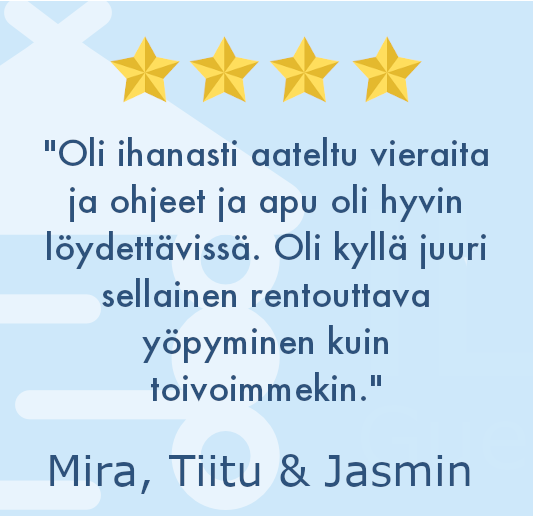 "Oli ihanasti aateltu vieraita
ja ohjeet ja apu oli hyvin
löydettävissä. Oli kyllä juuri
sellainen rentouttava
yöpyminen kuin
toivoimmekin."
Mira, Tiitu & Jasmin